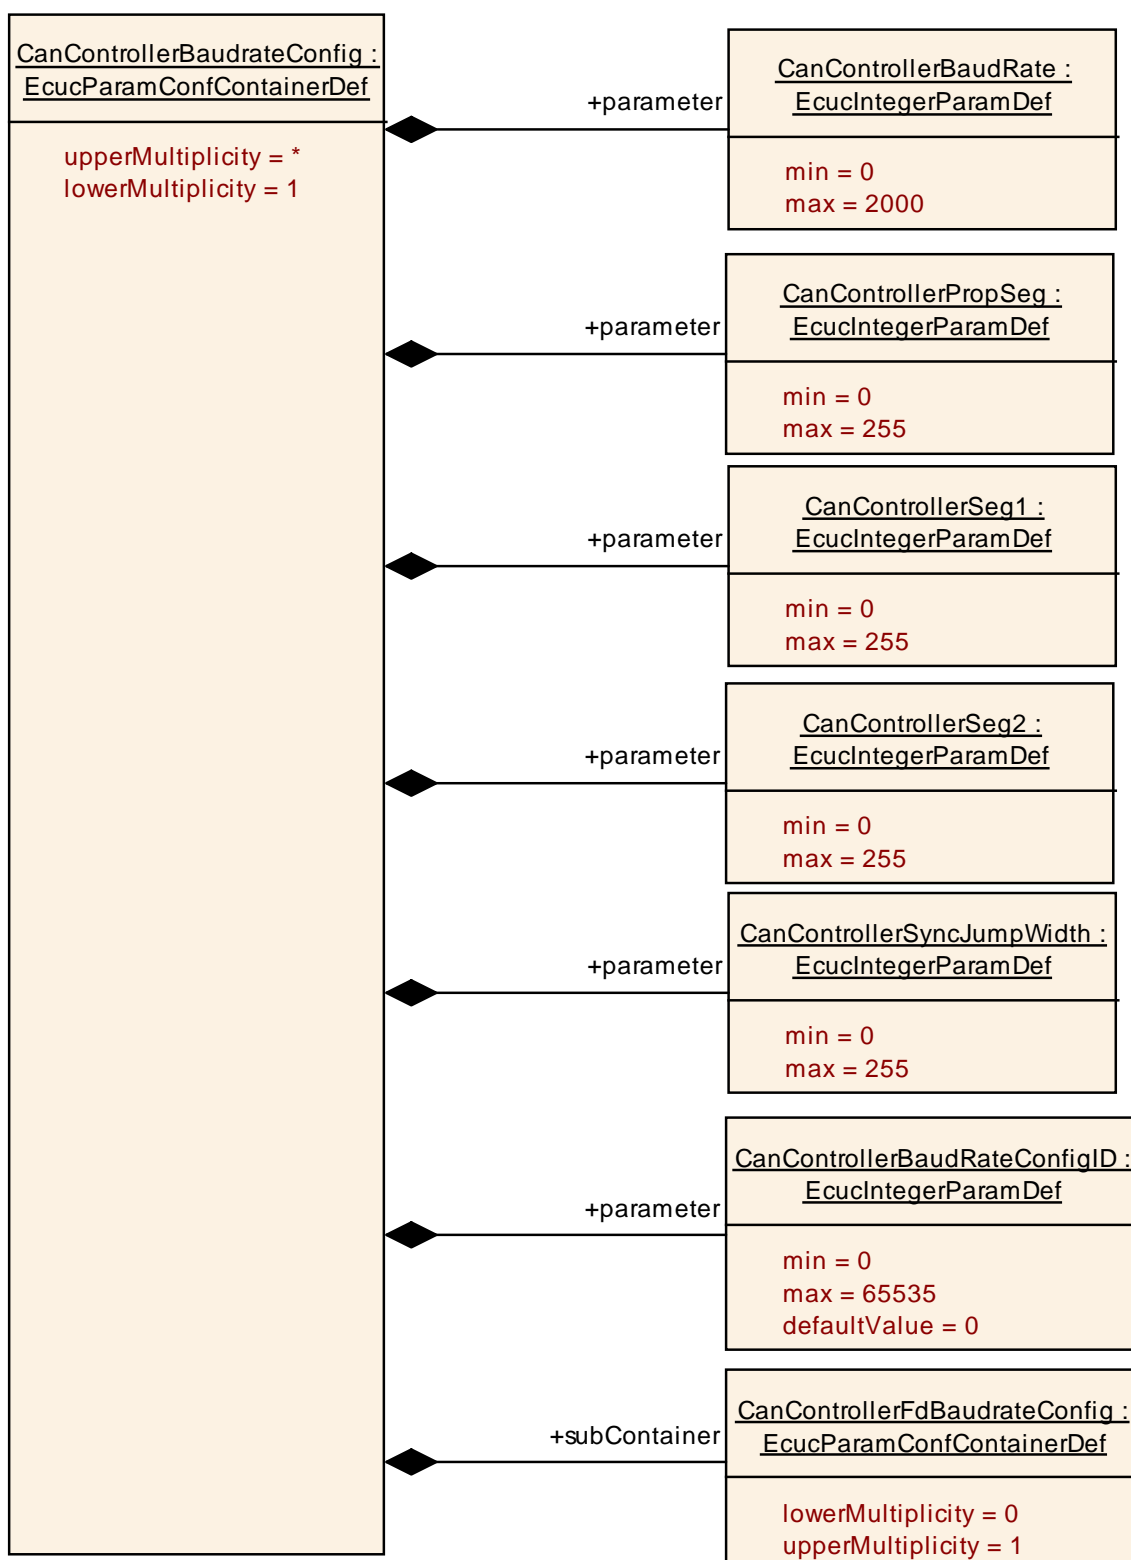 CanControllerBaudrateConfig :
EcucParamConfContainerDef
upperMultiplicity = *
lowerMultiplicity = 1
+parameter
CanControllerBaudRate :
EcucIntegerParamDef
min = 0
max = 2000
+parameter
CanControllerPropSeg :
EcucIntegerParamDef
min = 0
max = 255
+parameter
CanControllerSeg1 :
EcucIntegerParamDef
min = 0
max = 255
+parameter
CanControllerSeg2 :
EcucIntegerParamDef
min = 0
max = 255
+parameter
CanControllerSyncJumpWidth :
EcucIntegerParamDef
min = 0
max = 255
+parameter
CanControllerBaudRateConfigID :
EcucIntegerParamDef
min = 0
max = 65535
defaultValue = 0
+subContainer
CanControllerFdBaudrateConfig :
EcucParamConfContainerDef
lowerMultiplicity = 0
upperMultiplicity = 1